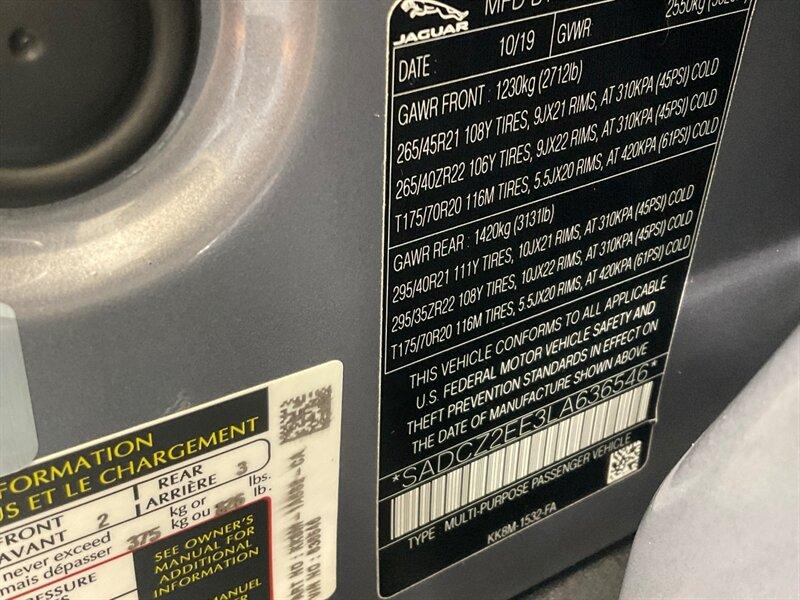 JAGUAR
MFD
DATE: 10/19 GVWR 2550kg
GAWR FRONT : 1230kg (2712lb)
265/45R21 108Y TIRES, 9JX21 RIMS, AT 310KPA (45PSI) COLD
265/40ZR22 106Y TIRES, 9JX22 RIMS, AT 310KPA (45PSI) COLD
T175/70R20 116M TIRES, 5.5JX20 RIMS, AT 420KPA (61PSI) COLD
GAWR REAR : 1420kg (3131lb)
295/40R21 111Y TIRES, 10JX21 RIMS, AT 310KPA (45PSI) COLD
295/35ZR22 108Y TIRES, 10JX22 RIMS, AT 310KPA (45PSI) COLD
T175/70R20 116M TIRES, 5.5JX20 RIMS, AT 420KPA (61PSI) COLD
THIS VEHICLE CONFORMS TO ALL APPLICABLE
U.S. FEDERAL MOTOR VEHICLE SAFETY AND
THEFT PREVENTION STANDARDS IN EFFECT ON
THE DATE OF MANUFACTURE SHOWN ABOVE
*SADCZ2EE3LA636546*
TYPE: MULTI-PURPOSE PASSENGER VEHICLE
KK8M-1532-FA
FORMATION
US ET LE CHARGEMENT
FRONT 2 REAR 3
AVANT ARRIÈRE
never exceed 375 kg or 826 lbs.
mais dépasser kg ou lb.
SEE OWNER'S
MANUAL FOR
ADDITIONAL
INFORMATION
MANUEL